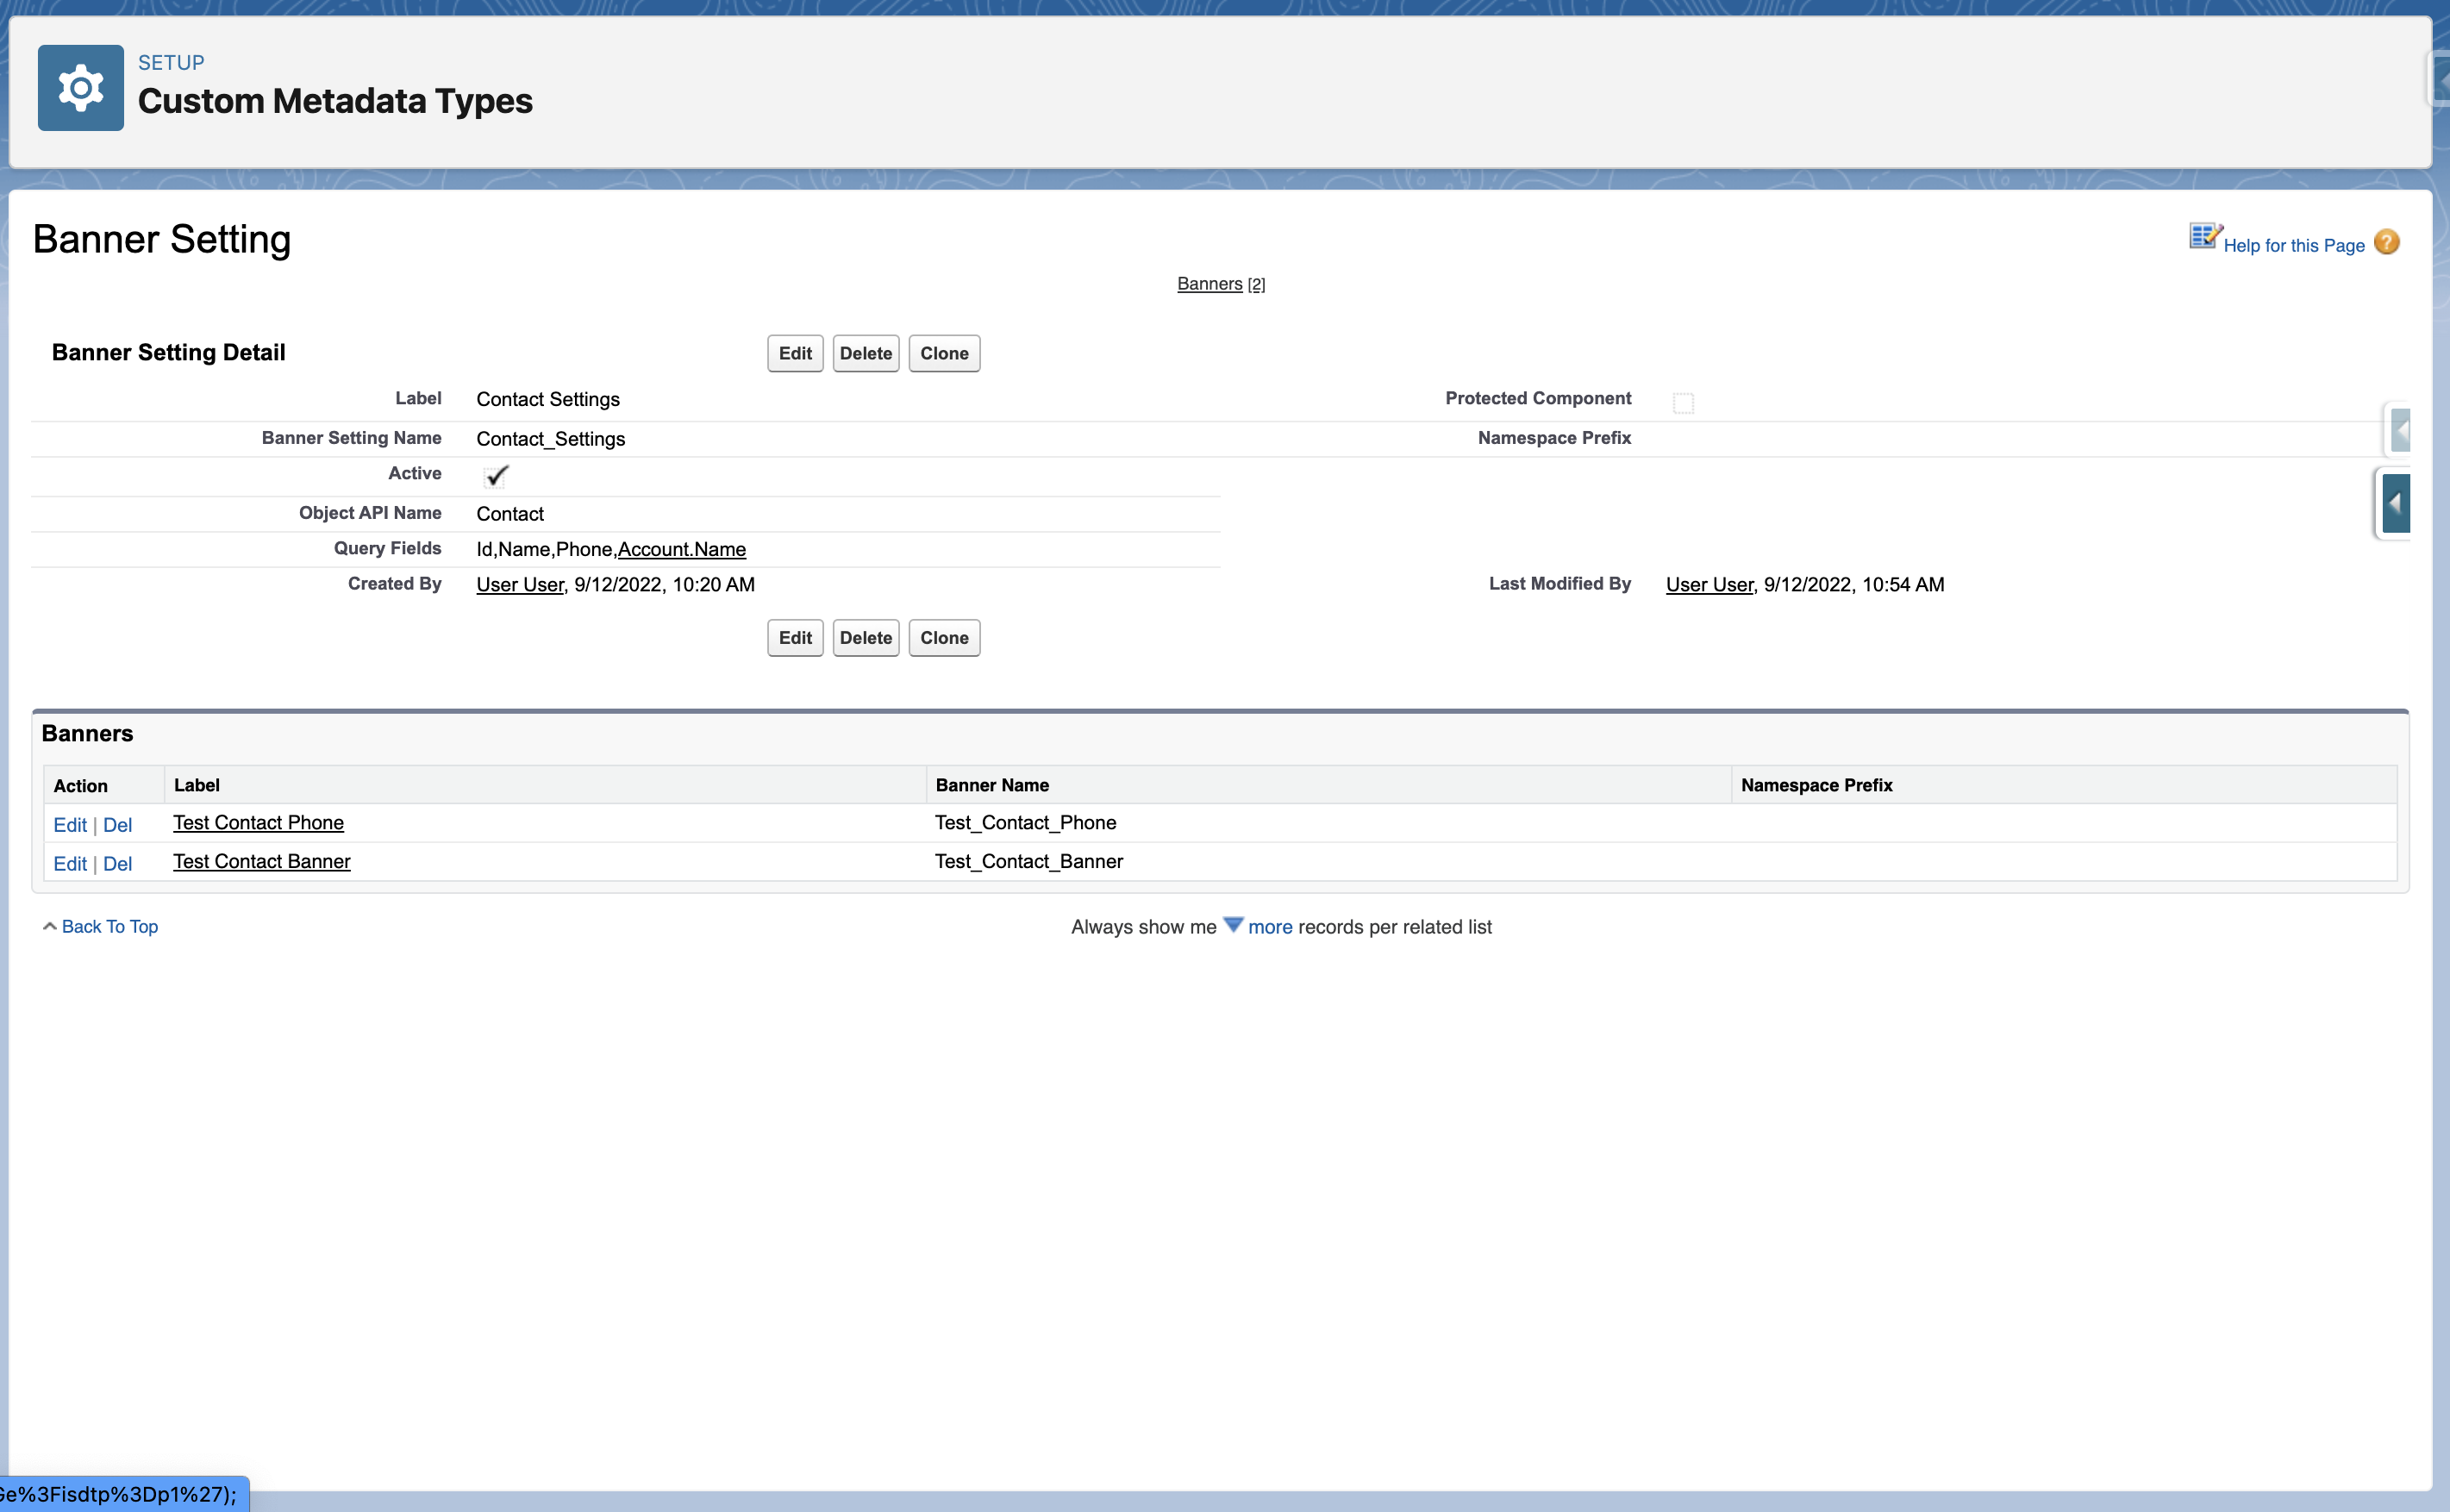 SETUP
Custom Metadata Types
Banner Setting
Help for this Page ?
Banners [2]
Banner Setting Detail
Edit Delete Clone
Label Contact Settings Protected Component
Banner Setting Name Contact_Settings Namespace Prefix
Active
Object API Name Contact
Query Fields Id,Name,Phone,Account.Name
Created By User User, 9/12/2022, 10:20 AM Last Modified By User User, 9/12/2022, 10:54 AM
Edit Delete Clone
Banners
Action Label Banner Name Namespace Prefix
Edit | Del Test Contact Phone Test_Contact_Phone
Edit | Del Test Contact Banner Test_Contact_Banner
Back To Top Always show me more records per related list
e%3Fisdtp%3Dp1%27);